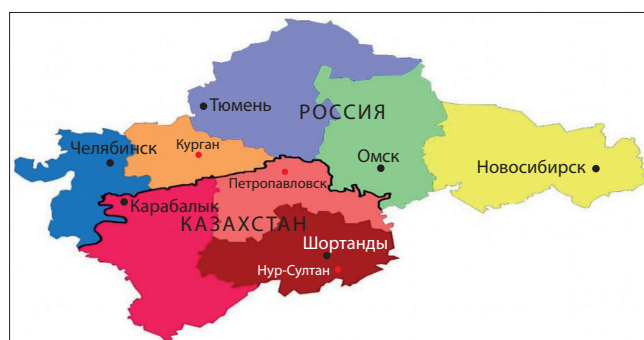 Тюмень
РОССИЯ
Челябинск
Курган
Омск
Новосибирск
Петропавловск
Карабалык
КАЗАХСТАН
Шортанды
Нур-Султан